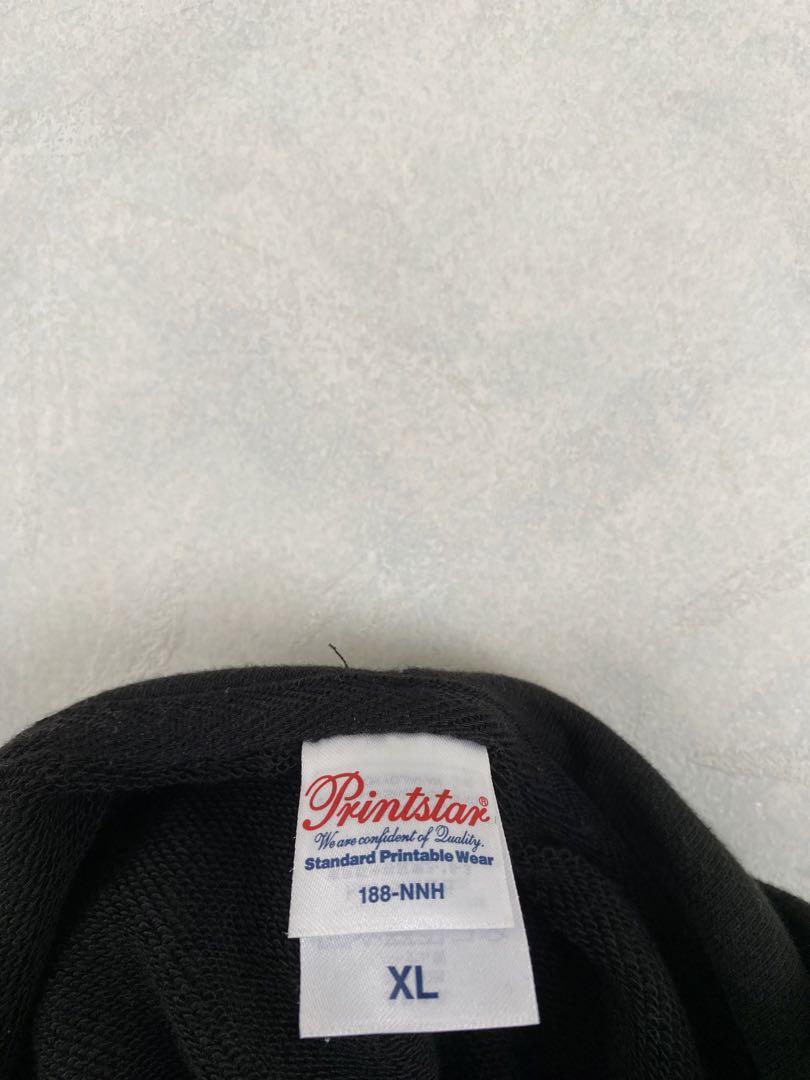 Printstar®
We are confident of Quality.
Standard Printable Wear
188-NNH
XL